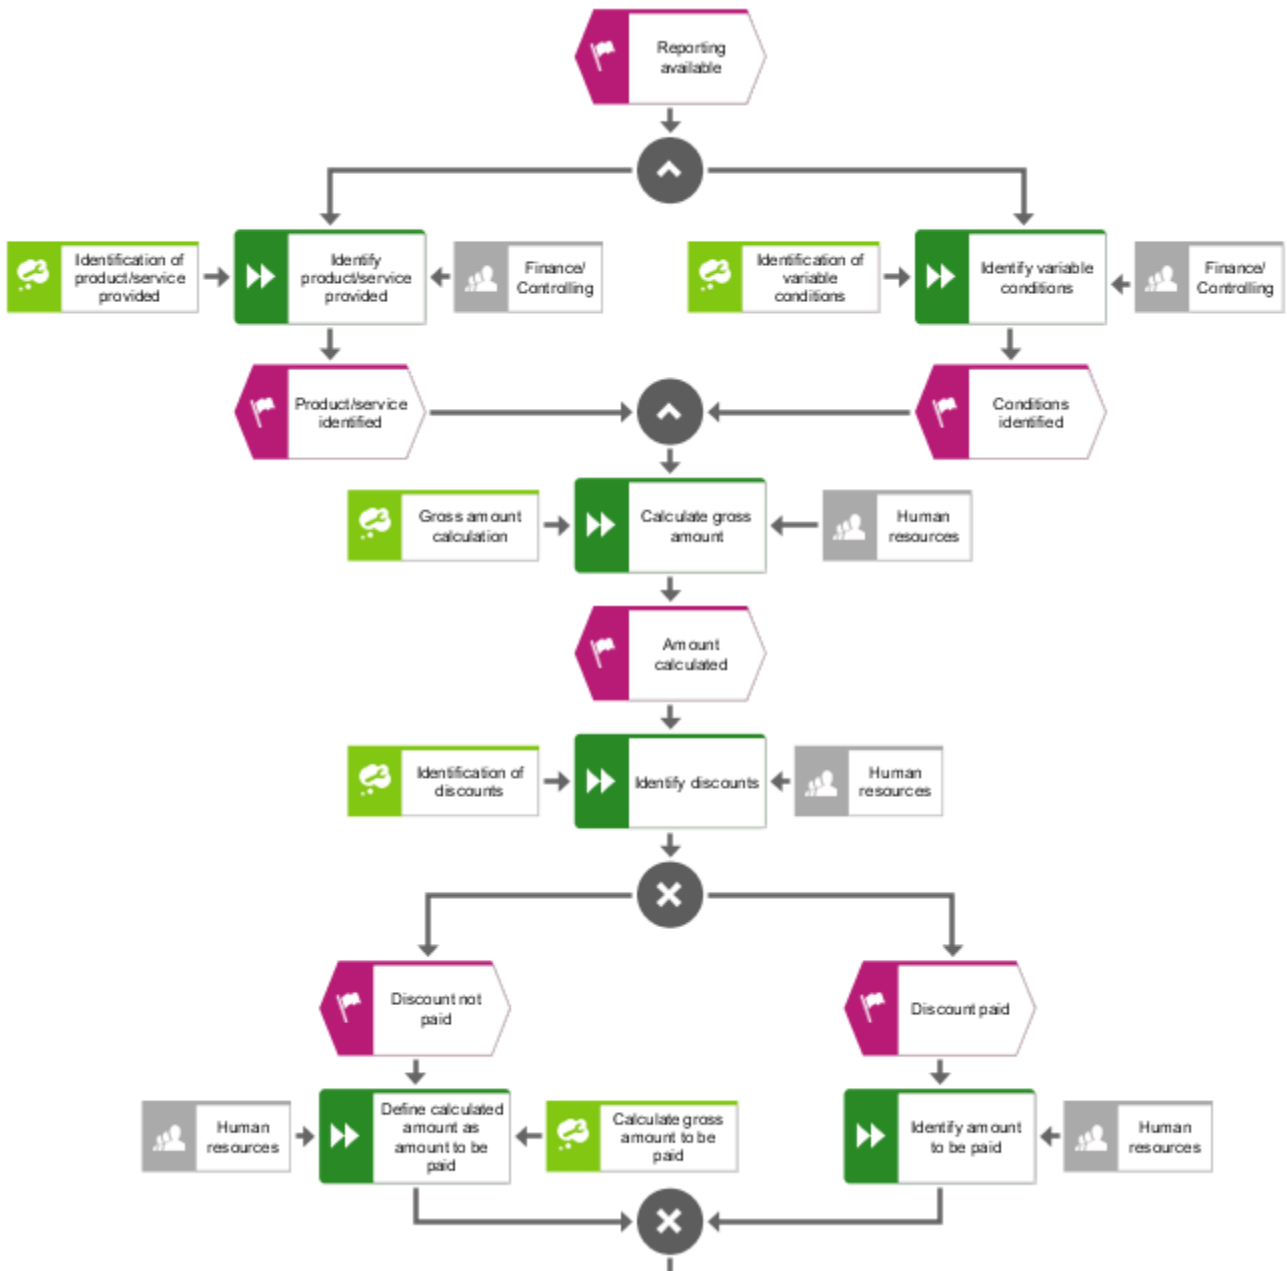 Reporting
available
Identification of
product/service
provided
Identify
product/service
provided
Finance/
Controlling
Identification of
variable
conditions
Identify variable
conditions
Finance/
Controlling
Product/service
identified
Conditions
identified
Gross amount
calculation
Calculate gross
amount
Human
resources
Amount
calculated
Identification of
discounts
Identify discounts
Human
resources
Discount not
paid
Discount paid
Human
resources
Define calculated
amount as
amount to be
paid
Calculate gross
amount to be
paid
Identify amount
to be paid
Human
resources